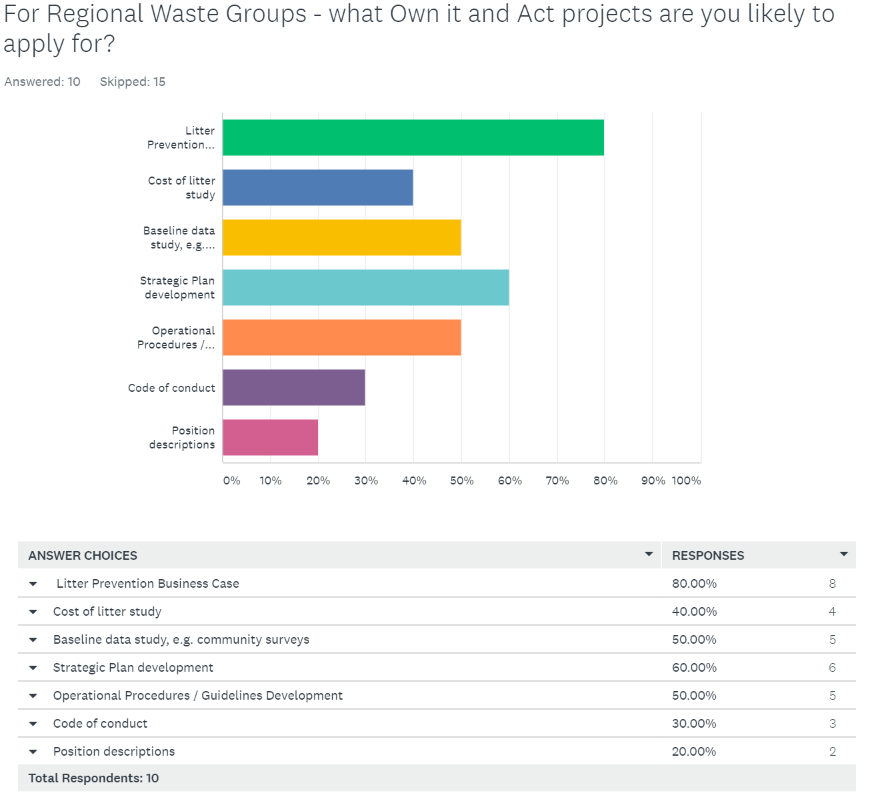 For Regional Waste Groups - what Own it and Act projects are you likely to
apply for?
Answered: 10 Skipped: 15
Litter
Prevention...
Cost of litter
study
Baseline data
study, e.g....
Strategic Plan
development
Operational
Procedures /...
Code of conduct
Position
descriptions
0% 10% 20% 30% 40% 50% 60% 70% 80% 90% 100%
ANSWER CHOICES RESPONSES
Litter Prevention Business Case 80.00% 8
Cost of litter study 40.00% 4
Baseline data study, e.g. community surveys 50.00% 5
Strategic Plan development 60.00% 6
Operational Procedures / Guidelines Development 50.00% 5
Code of conduct 30.00% 3
Position descriptions 20.00% 2
Total Respondents: 10